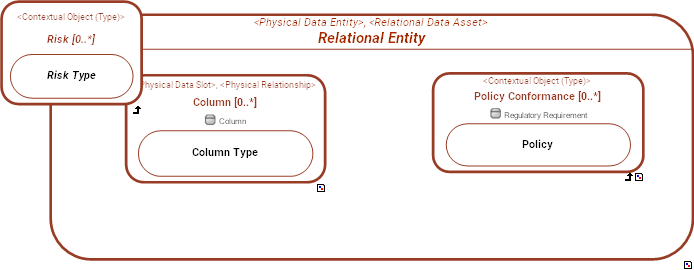 <Contextual Object (Type)>
Risk [0..*]
Risk Type
<Physical Data Entity>, <Relational Data Asset>
Relational Entity
Physical Data Slot>, <Physical Relationship>
Column [0..*]
Column
Column Type
<Contextual Object (Type)>
Policy Conformance [0..*]
Regulatory Requirement
Policy